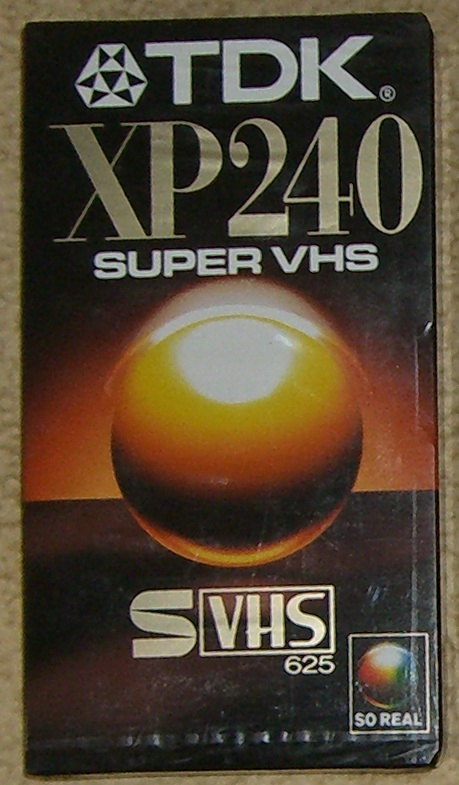 TDK®
XP240
SUPER VHS
S VHS
625
SO REAL